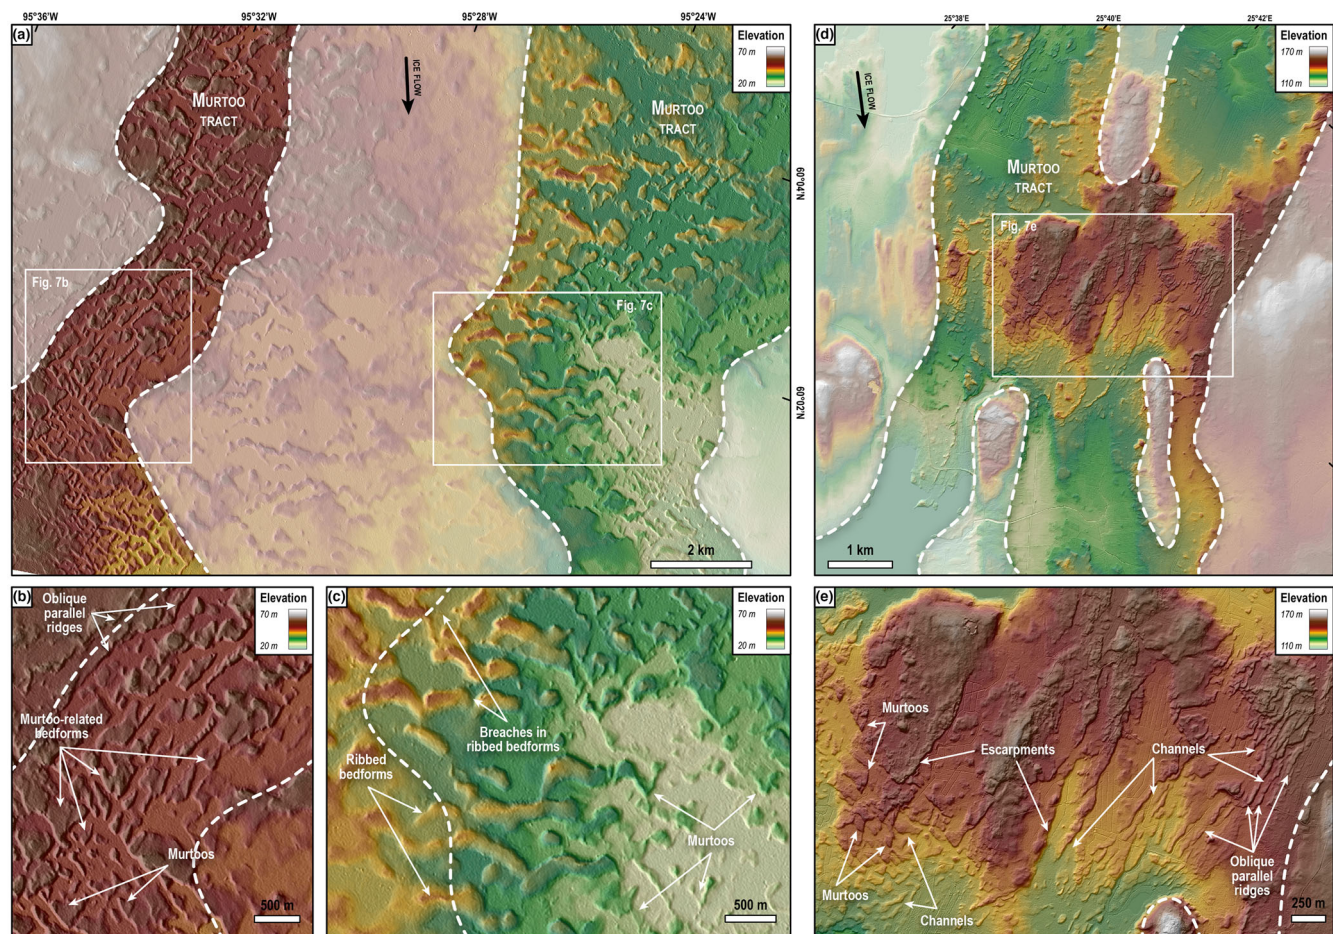 95°36'W
95°32'W
95°28'W
95°24'W
25°38'E
25°40'E
25°42'E
(a)
ICE FLOW
MURTOO
TRACT
MURTOO
TRACT
Elevation
70 m
20 m
60°04'N
60°02'N
Fig. 7b
Fig. 7c
2 km
(d)
ICE FLOW
MURTOO
TRACT
Elevation
170 m
110 m
Fig. 7e
1 km
(b)
Oblique
parallel
ridges
Elevation
70 m
20 m
Murtoo-related
bedforms
Murtoos
500 m
(c)
Elevation
70 m
20 m
Breaches in
ribbed bedforms
Ribbed
bedforms
Murtoos
500 m
(e)
Elevation
170 m
110 m
Murtoos
Escarpments
Channels
Murtoos
Channels
Oblique
parallel
ridges
250 m